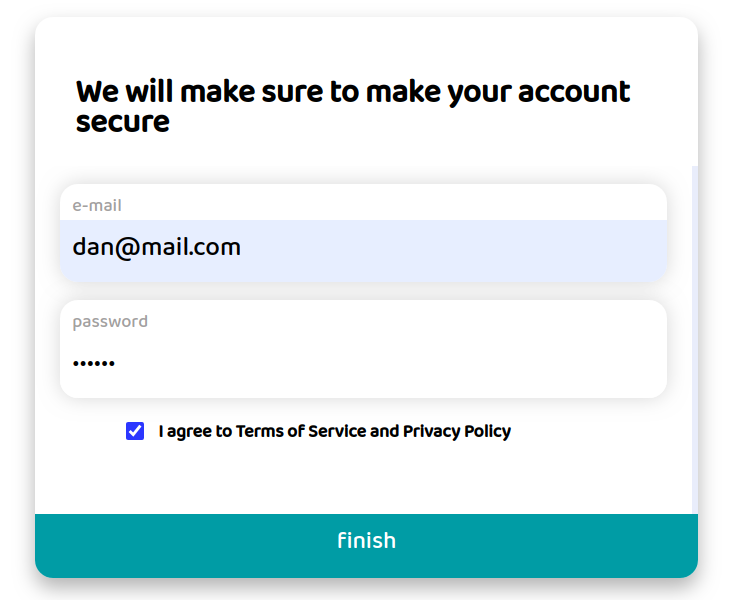 We will make sure to make your account
secure
e-mail
dan@mail.com
password
••••••
I agree to Terms of Service and Privacy Policy
finish